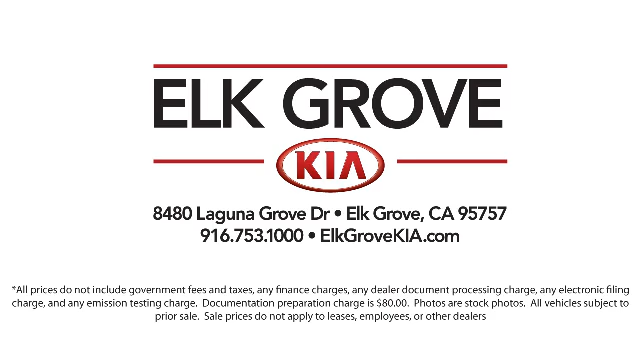 ELK GROVE
KIA
8480 Laguna Grove Dr • Elk Grove, CA 95757
916.753.1000 • ElkGroveKIA.com
*All prices do not include government fees and taxes, any finance charges, any dealer document processing charge, any electronic filing
charge, and any emission testing charge.  Documentation preparation charge is $80.00.  Photos are stock photos.  All vehicles subject to
prior sale.  Sale prices do not apply to leases, employees, or other dealers